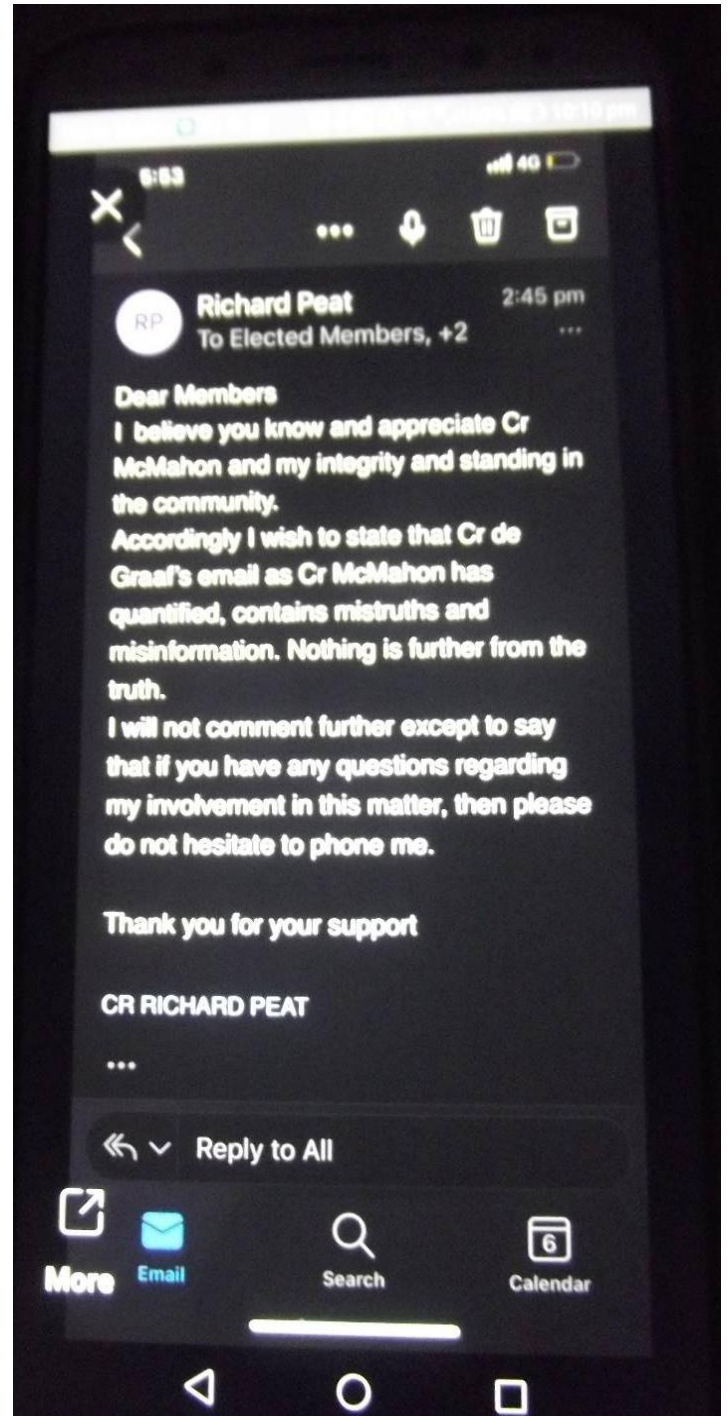 10:10 pm
5:53
4G
RP
Richard Peat
2:45 pm
To Elected Members, +2
Dear Members
I believe you know and appreciate Cr
McMahon and my integrity and standing in
the community.
Accordingly I wish to state that Cr de
Graaf's email as Cr McMahon has
quantified, contains mistruths and
misinformation. Nothing is further from the
truth.
I will not comment further except to say
that if you have any questions regarding
my involvement in this matter, then please
do not hesitate to phone me.
Thank you for your support
CR RICHARD PEAT
Reply to All
6
More
Email
Search
Calendar